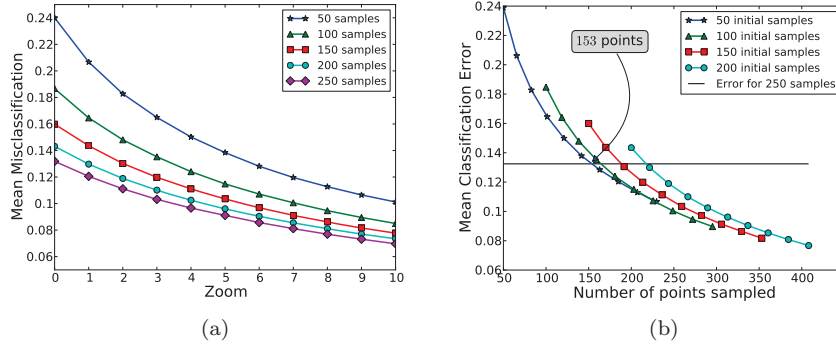 0.24
0.22
0.2
0.18
0.16
0.14
0.12
0.1
0.08
0.06
Mean Misclassification
0 1 2 3 4 5 6 7 8 9 10
Zoom
50 samples
100 samples
150 samples
200 samples
250 samples
(a)
0.24
0.22
0.2
0.18
0.16
0.14
0.12
0.1
0.08
0.06
Mean Classification Error
50 100 150 200 250 300 350 400
Number of points sampled
153 points
50 initial samples
100 initial samples
150 initial samples
200 initial samples
Error for 250 samples
(b)